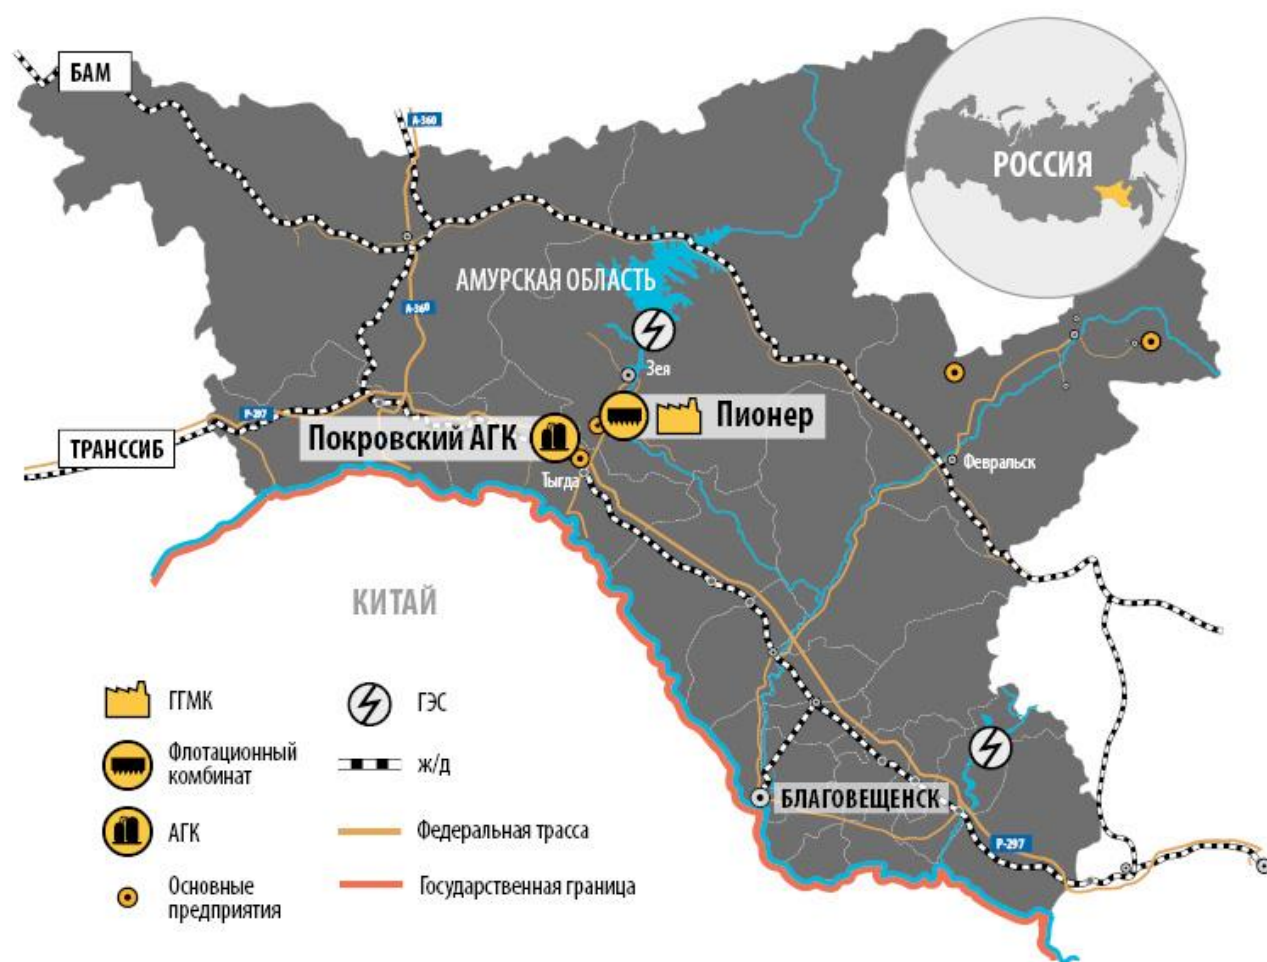 БАМ
А-360
РОССИЯ
АМУРСКАЯ ОБЛАСТЬ
А-360
Зея
Р-297
ТРАНССИБ
Покровский АГК
Пионер
Тыгда
Февральск
КИТАЙ
ГГМК
ГЭС
Флотационный
комбинат
ж/д
АГК
Федеральная трасса
Основные
предприятия
Государственная граница
БЛАГОВЕЩЕНСК
Р-297